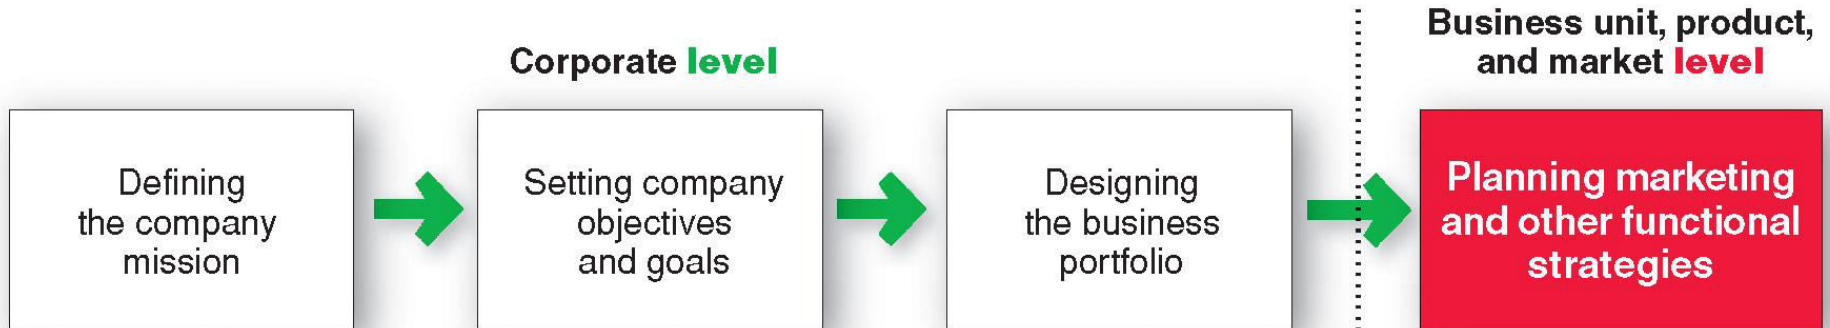 Corporate level
Business unit, product,
and market level
Defining
the company
mission
Setting company
objectives
and goals
Designing
the business
portfolio
Planning marketing
and other functional
strategies